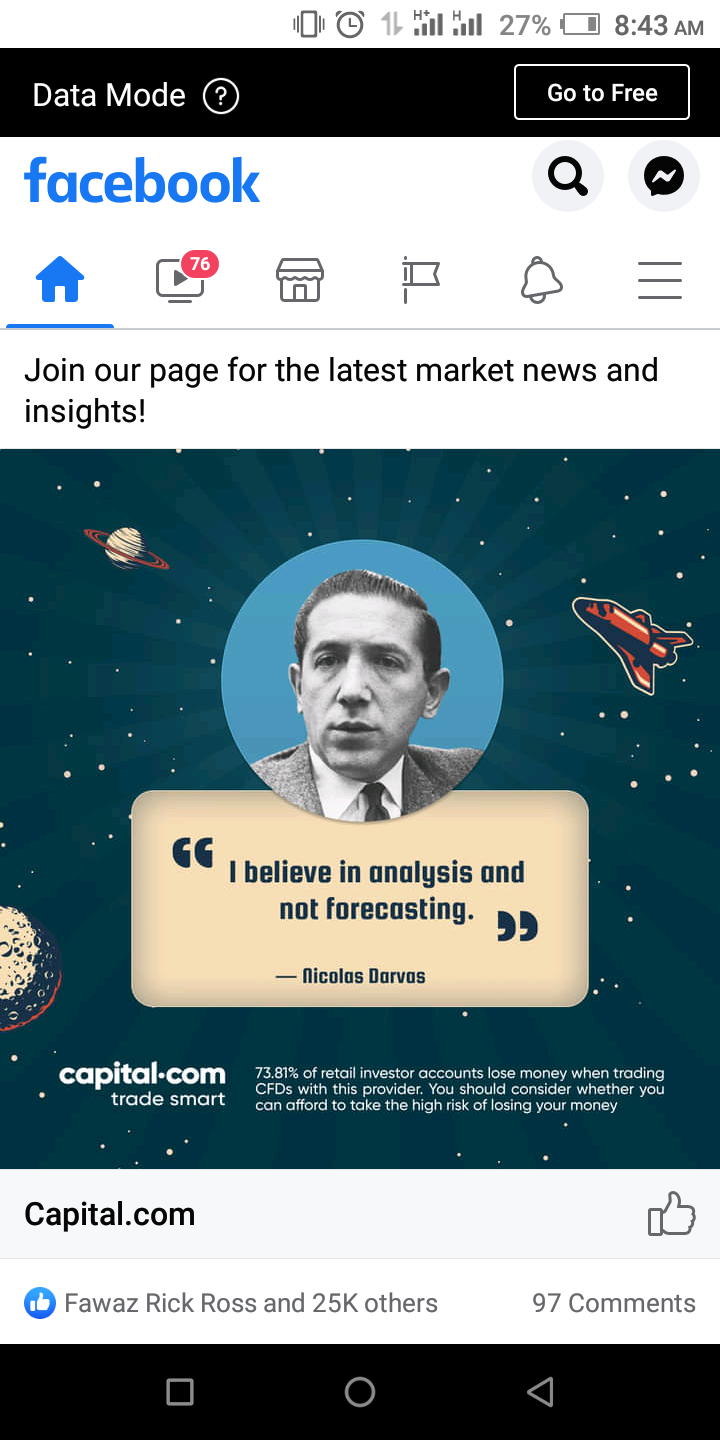 H+ H 27% 8:43 AM
Data Mode ? Go to Free
facebook
76
Join our page for the latest market news and
insights!
“ I believe in analysis and
not forecasting. ”
— Nicolas Darvas
capital.com
trade smart
73.81% of retail investor accounts lose money when trading
CFDs with this provider. You should consider whether you
can afford to take the high risk of losing your money
Capital.com
Fawaz Rick Ross and 25K others 97 Comments